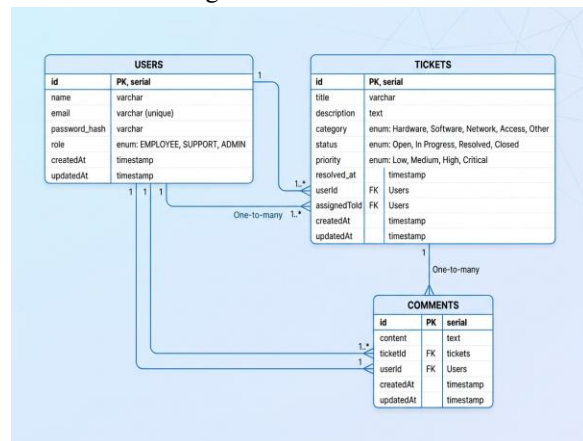 USERS
id PK, serial
name varchar
email varchar (unique)
password_hash varchar
role enum: EMPLOYEE, SUPPORT, ADMIN
createdAt timestamp
updatedAt timestamp
TICKETS
id PK, serial
title varchar
description text
category enum: Hardware, Software, Network, Access, Other
status enum: Open, In Progress, Resolved, Closed
priority enum: Low, Medium, High, Critical
resolved_at timestamp
userId FK Users
assignedToId FK Users
createdAt timestamp
updatedAt timestamp
1
1..*
1 1 1
One-to-many 1..*
1
One-to-many
COMMENTS
id PK serial
content text
ticketId FK tickets
userId FK Users
createdAt timestamp
updatedAt timestamp
1..*
1